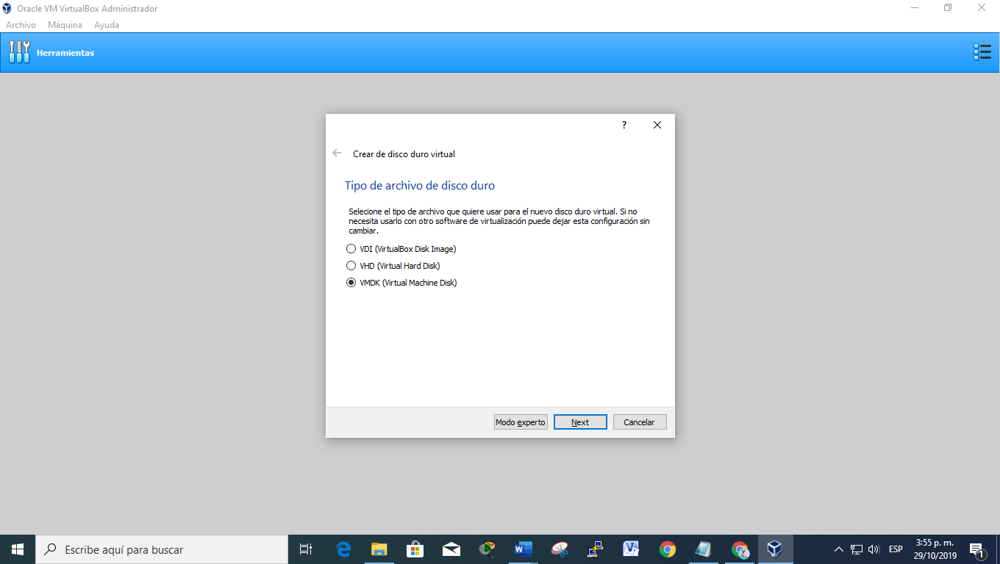 Oracle VM VirtualBox Administrador
Archivo Máquina Ayuda
Herramientas
?
Crear de disco duro virtual
Tipo de archivo de disco duro
Selecione el tipo de archivo que quiere usar para el nuevo disco duro virtual. Si no
necesita usarlo con otro software de virtualización puede dejar esta configuración sin
cambiar.
VDI (VirtualBox Disk Image)
VHD (Virtual Hard Disk)
VMDK (Virtual Machine Disk)
Modo experto Next Cancelar
Escribe aquí para buscar
ESP
3:55 p. m.
29/10/2019
1